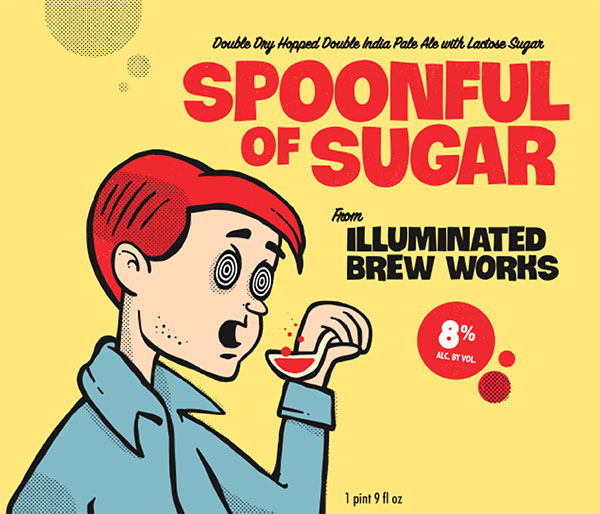 Double Dry Hopped Double India Pale Ale with Lactose Sugar
SPOONFUL
OF SUGAR
From
ILLUMINATED
BREW WORKS
8%
ALC. BY VOL.
1 pint 9 fl oz